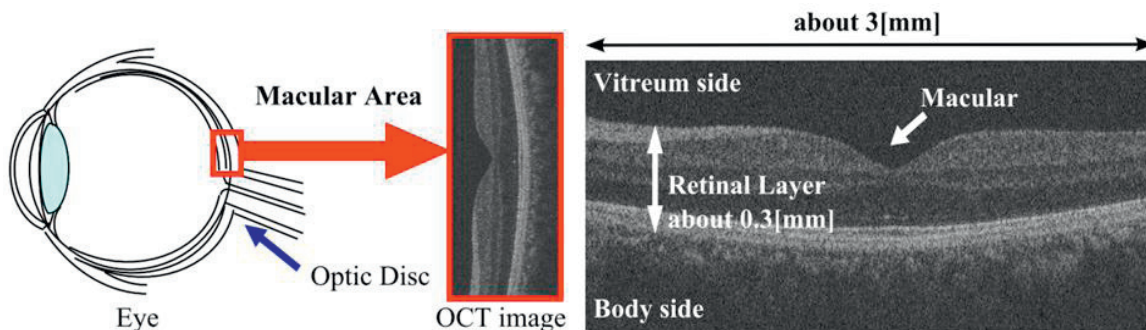 about 3[mm]
Vitreum side
Macular Area
Macular
Retinal Layer
about 0.3[mm]
Optic Disc
Body side
Eye
OCT image